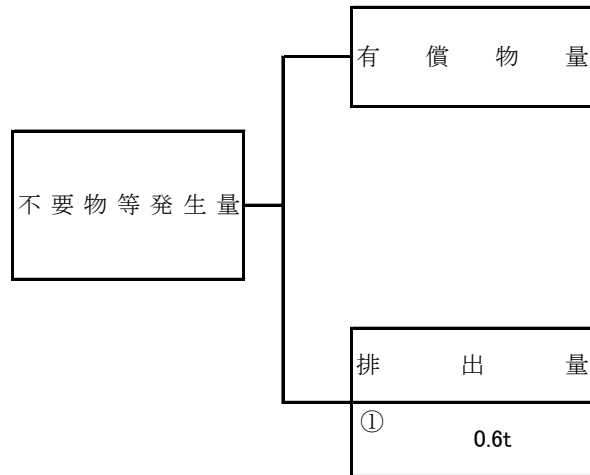 有償物量
不要物等発生量
排出量
①
0.6t